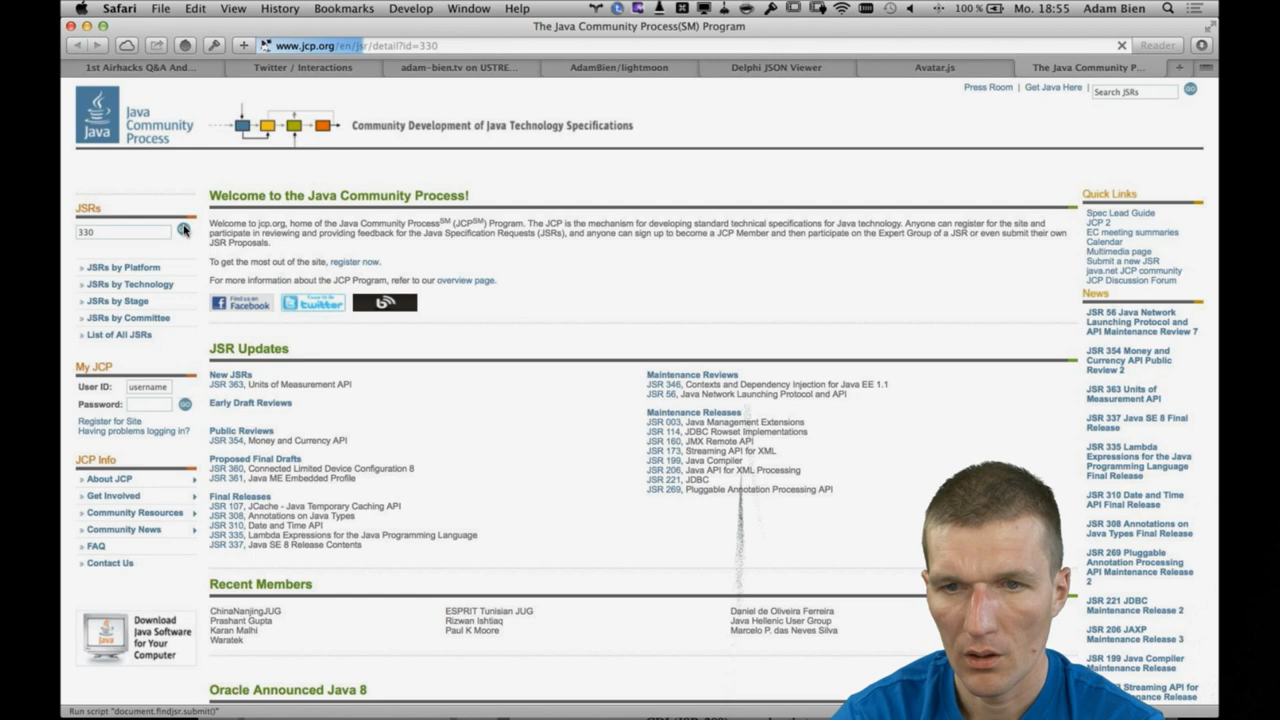 Safari File Edit View History Bookmarks Develop Window Help 100 % Mo. 18:55 Adam Bien
The Java Community Process(SM) Program
www.jcp.org/en/jsr/detail?id=330 Reader
1st Airhacks Q&A And... Twitter / Interactions adam-bien.tv on USTRE... AdamBien/lightmoon Delphi JSON Viewer Avatar.js The Java Community P...
Press Room | Get Java Here | Search JSRs GO
Java
Java
Community
Process
Community Development of Java Technology Specifications
JSRs
330
» JSRs by Platform
» JSRs by Technology
» JSRs by Stage
» JSRs by Committee
» List of All JSRs
My JCP
User ID: username
Password: GO
Register for Site
Having problems logging in?
JCP Info
» About JCP
» Get Involved
» Community Resources
» Community News
» FAQ
» Contact Us
Java
Download
Java Software
for Your
Computer
Welcome to the Java Community Process!
Welcome to jcp.org, home of the Java Community ProcessSM (JCPSM) Program. The JCP is the mechanism for developing standard technical specifications for Java technology. Anyone can register for the site and
participate in reviewing and providing feedback for the Java Specification Requests (JSRs), and anyone can sign up to become a JCP Member and then participate on the Expert Group of a JSR or even submit their own
JSR Proposals.
To get the most out of the site, register now.
For more information about the JCP Program, refer to our overview page.
Find us on
Facebook
twitter
JSR Updates
New JSRs
JSR 363, Units of Measurement API
Early Draft Reviews
Public Reviews
JSR 354, Money and Currency API
Proposed Final Drafts
JSR 360, Connected Limited Device Configuration 8
JSR 361, Java ME Embedded Profile
Final Releases
JSR 107, JCache - Java Temporary Caching API
JSR 308, Annotations on Java Types
JSR 310, Date and Time API
JSR 335, Lambda Expressions for the Java Programming Language
JSR 337, Java SE 8 Release Contents
Maintenance Reviews
JSR 346, Contexts and Dependency Injection for Java EE 1.1
JSR 56, Java Network Launching Protocol and API
Maintenance Releases
JSR 003, Java Management Extensions
JSR 114, JDBC Rowset Implementations
JSR 160, JMX Remote API
JSR 173, Streaming API for XML
JSR 199, Java Compiler
JSR 206, Java API for XML Processing
JSR 221, JDBC
JSR 269, Pluggable Annotation Processing API
Recent Members
ChinaNanjingJUG
Prashant Gupta
Karan Malhi
Waratek
ESPRIT Tunisian JUG
Rizwan Ishtiaq
Paul K Moore
Daniel de Oliveira Ferreira
Java Hellenic User Group
Marcelo P. das Neves Silva
Oracle Announced Java 8
Quick Links
Spec Lead Guide
JCP 2
EC meeting summaries
Calendar
Multimedia page
Submit a new JSR
java.net JCP community
JCP Discussion Forum
News
JSR 56 Java Network
Launching Protocol and
API Maintenance Review 7
JSR 354 Money and
Currency API Public
Review 2
JSR 363 Units of
Measurement API
JSR 337 Java SE 8 Final
Release
JSR 335 Lambda
Expressions for the Java
Programming Language
Final Release
JSR 310 Date and Time
API Final Release
JSR 308 Annotations on
Java Types Final Release
JSR 269 Pluggable
Annotation Processing
API Maintenance Release
2
JSR 221 JDBC
Maintenance Release 2
JSR 206 JAXP
Maintenance Release 3
JSR 199 Java Compiler
Maintenance Release
Streaming API for
Maintenance Release
Run script "document.findjsr.submit()"